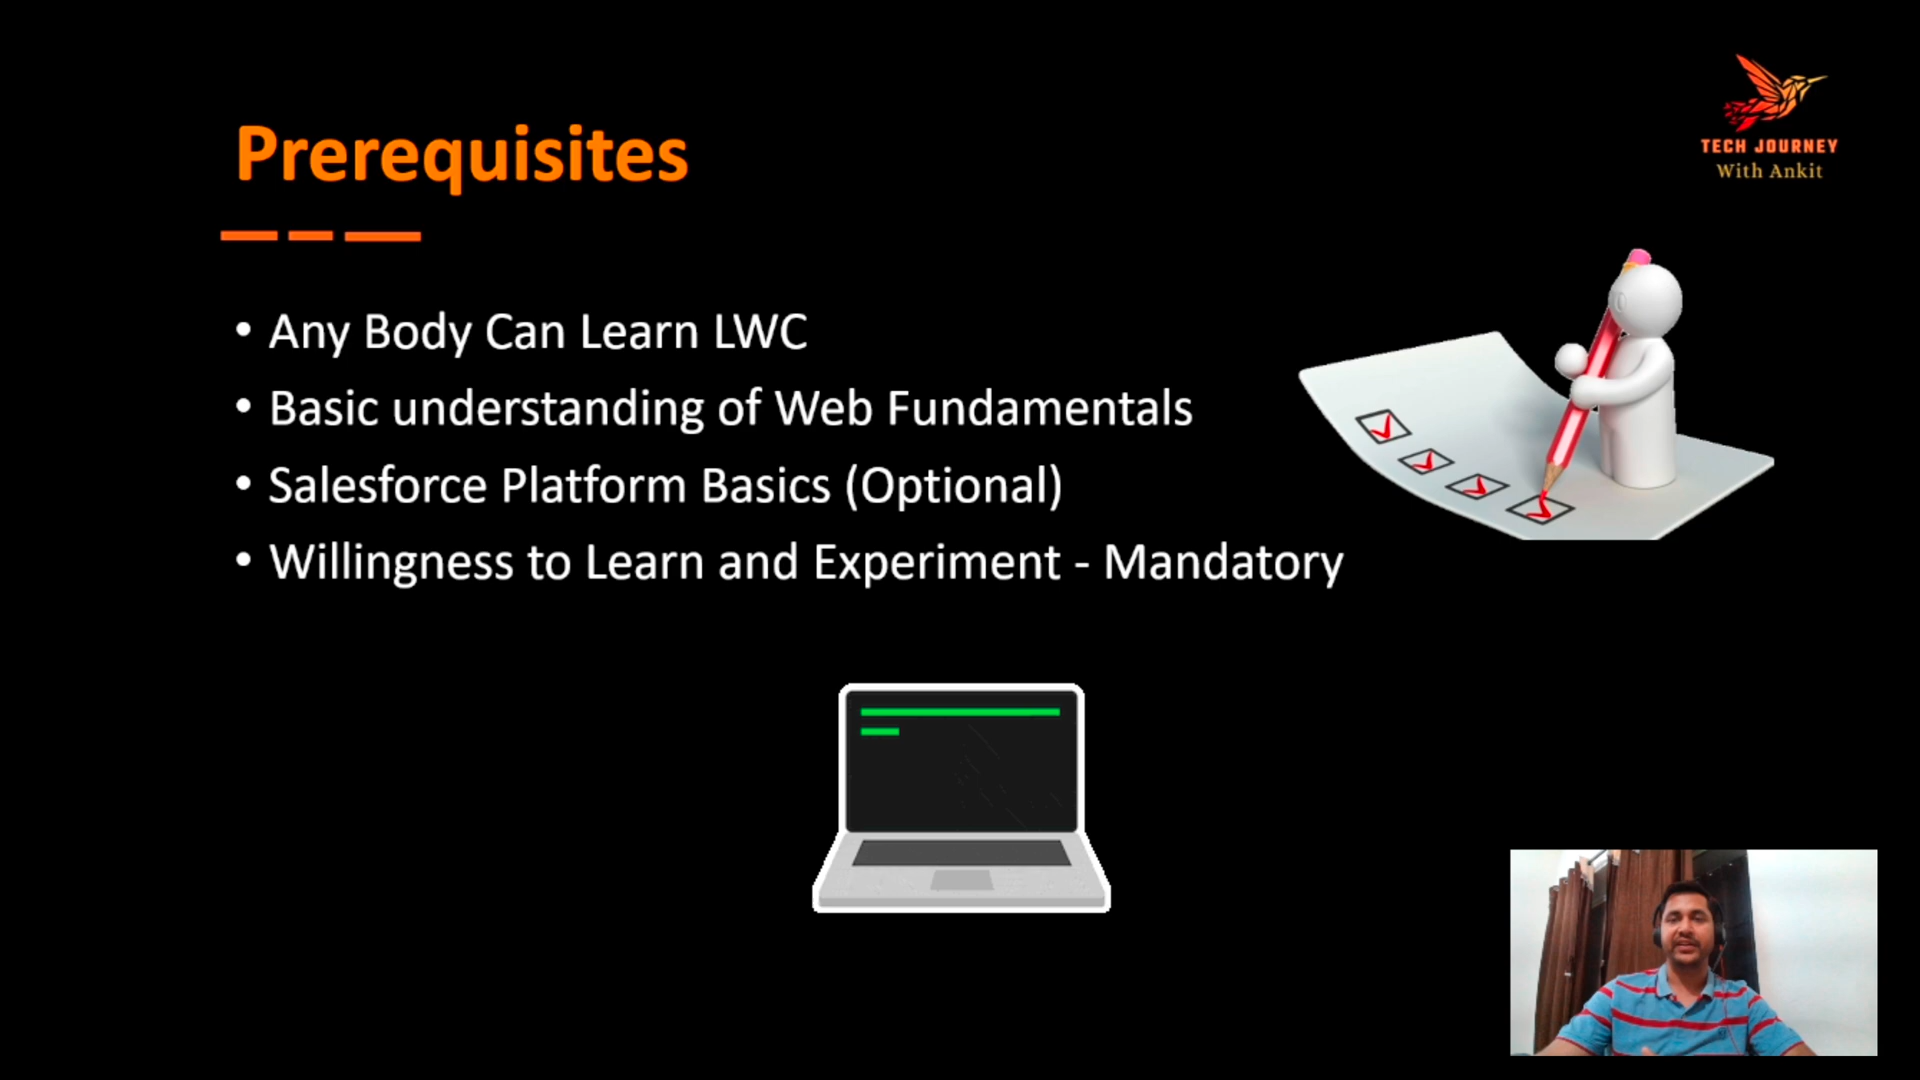 Prerequisites
TECH JOURNEY
With Ankit
• Any Body Can Learn LWC
• Basic understanding of Web Fundamentals
• Salesforce Platform Basics (Optional)
• Willingness to Learn and Experiment - Mandatory